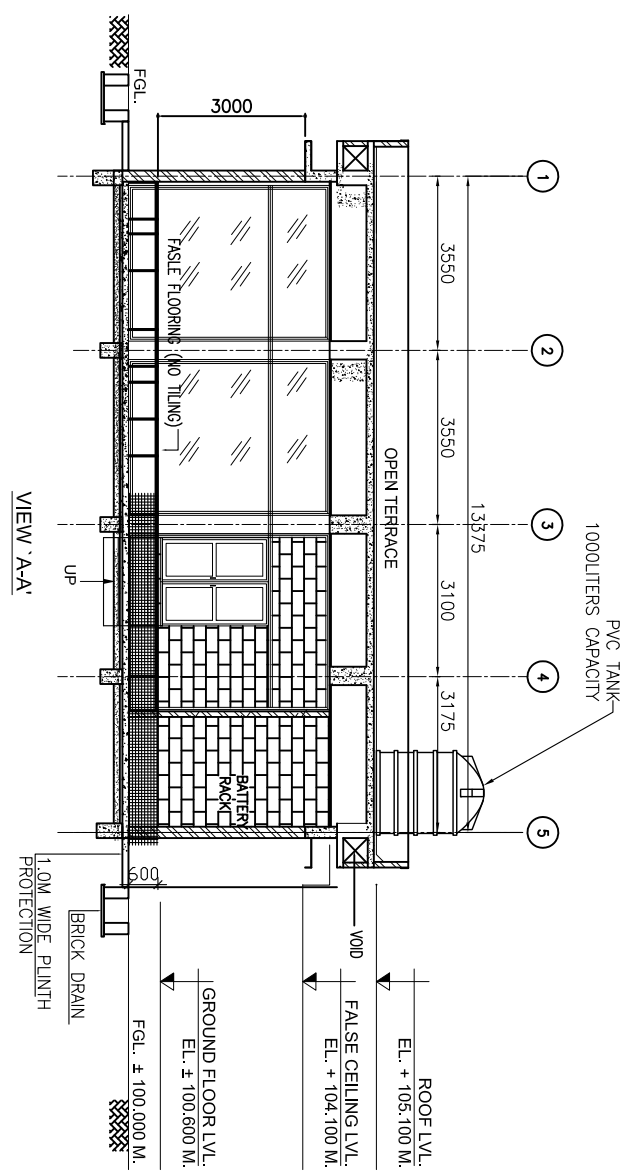 PVC TANK
1000LITERS CAPACITY
1
2
3
4
5
13375
3550
3550
3100
3175
OPEN TERRACE
3000
FASLE FLOORING (NO TILING)
BATTERY
RACK
VOID
ROOF LVL.
EL. + 105.100 M.
FALSE CEILING LVL.
EL. + 104.100 M.
GROUND FLOOR LVL.
EL. ± 100.600 M.
FGL. ± 100.000 M.
FGL.
600
UP
BRICK DRAIN
1.0M WIDE PLINTH
PROTECTION
VIEW `A-A'